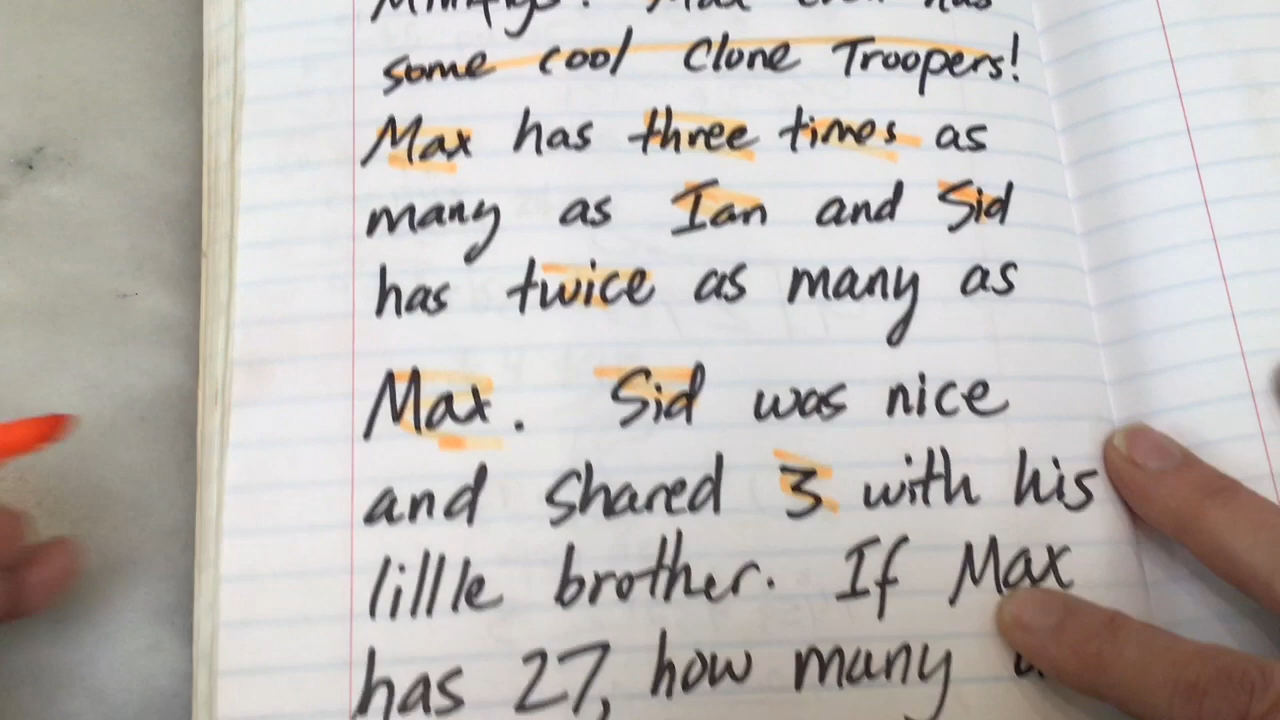 some cool Clone Troopers!
Max has three times as
many as Ian and Sid
has twice as many as
Max. Sid was nice
and shared 3 with his
lillle brother. If Max
has 27, how many